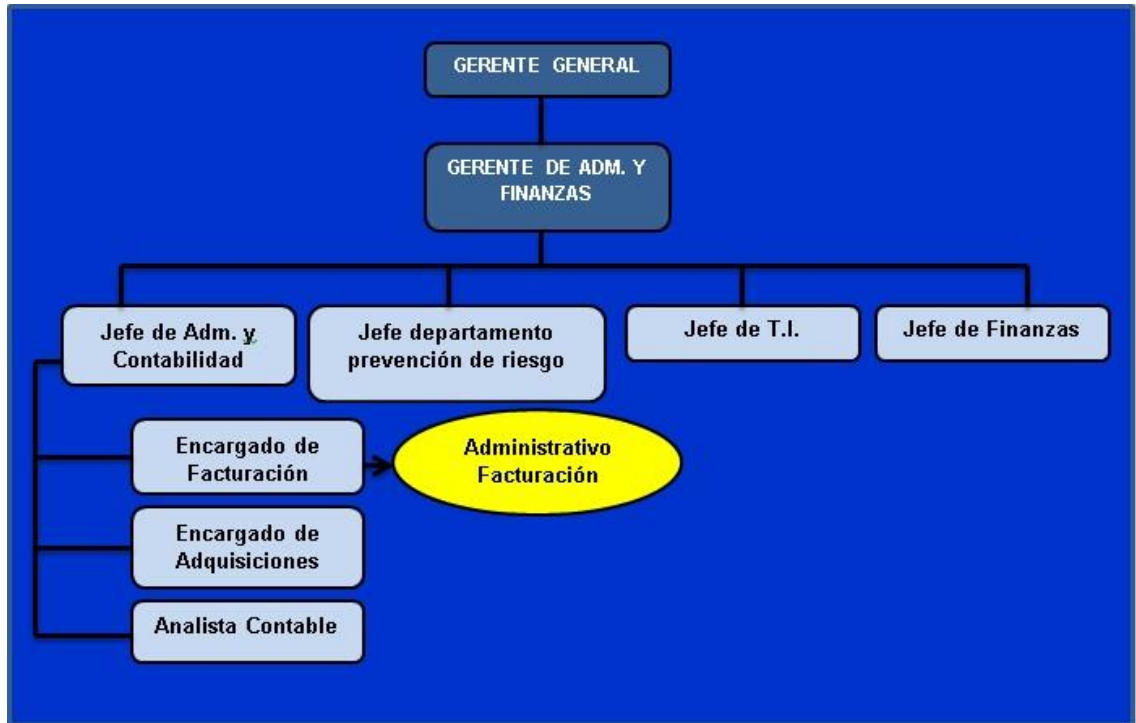 GERENTE GENERAL
GERENTE DE ADM. Y
FINANZAS
Jefe de Adm. y
Contabilidad
Jefe departamento
prevención de riesgo
Jefe de T.I.
Jefe de Finanzas
Encargado de
Facturación
Administrativo
Facturación
Encargado de
Adquisiciones
Analista Contable